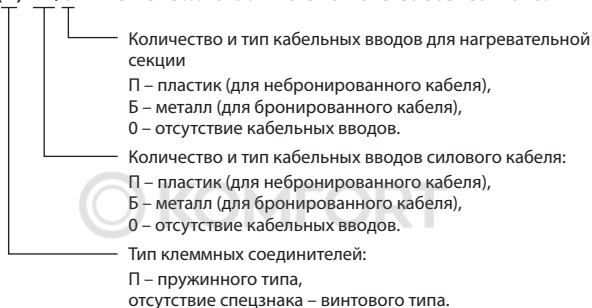 Количество и тип кабельных вводов для нагревательной
секции
П – пластик (для небронированного кабеля),
Б – металл (для бронированного кабеля),
0 – отсутствие кабельных вводов.
Количество и тип кабельных вводов силового кабеля:
П – пластик (для небронированного кабеля),
Б – металл (для бронированного кабеля),
0 – отсутствие кабельных вводов.
KOMFORT
Тип клеммных соединителей:
П – пружинного типа,
отсутствие спецзнака – винтового типа.